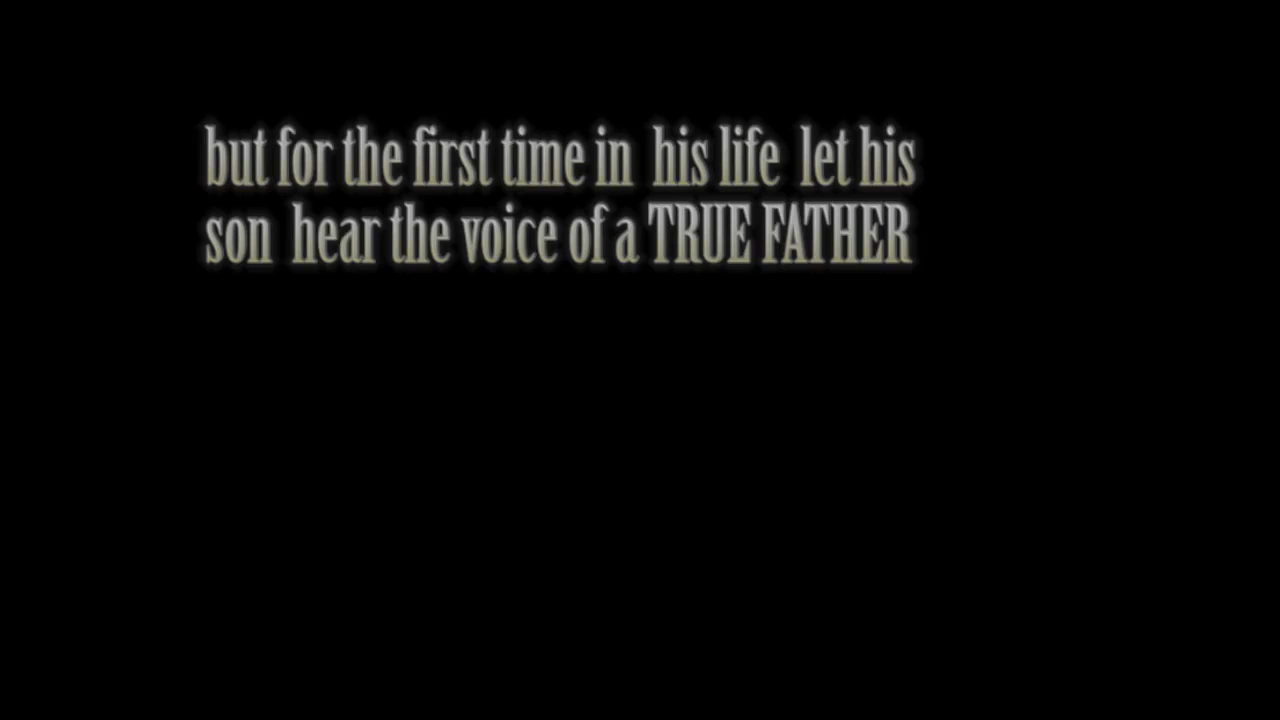 but for the first time in his life let his
son hear the voice of a TRUE FATHER